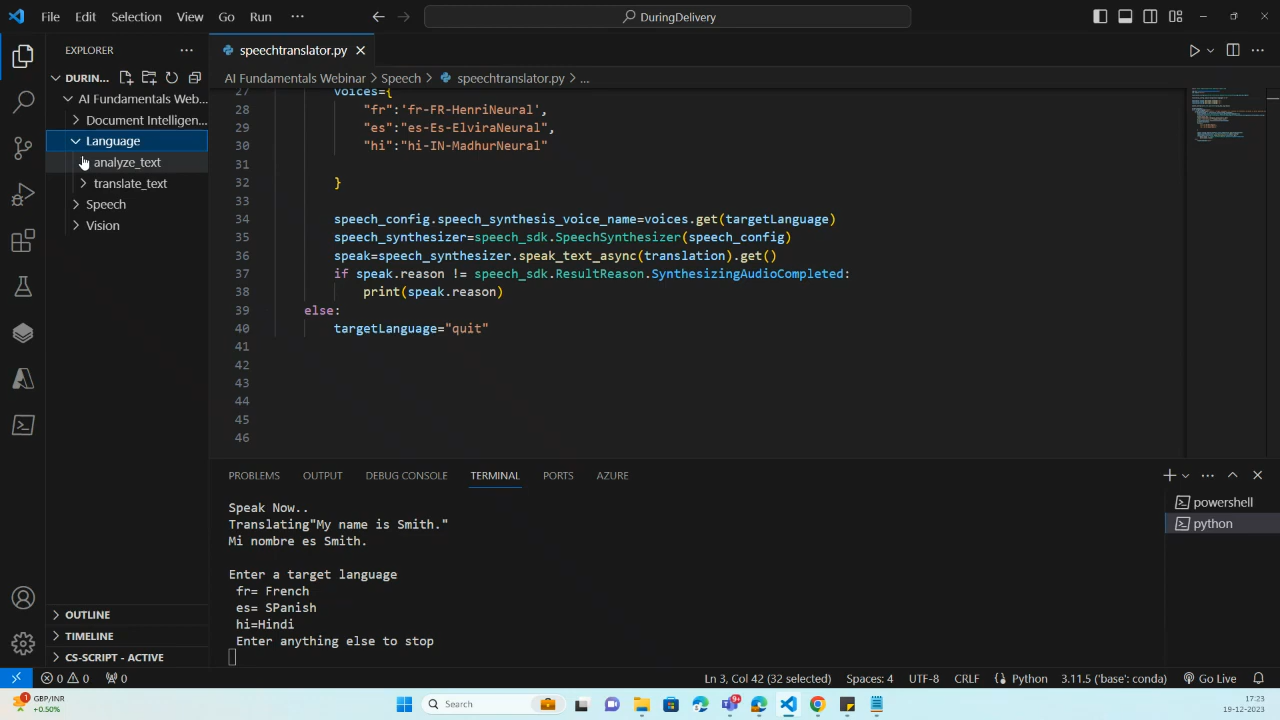 File Edit Selection View Go Run ··· DuringDelivery
EXPLORER ···
speechtranslator.py
DURIN...
AI Fundamentals Webinar > Speech > speechtranslator.py > ...
AI Fundamentals Web...
Document Intelligen...
Language
analyze_text
translate_text
Speech
Vision
27 voices={
28 "fr":'fr-FR-HenriNeural',
29 "es":"es-Es-ElviraNeural",
30 "hi":"hi-IN-MadhurNeural"
31
32 }
33
34 speech_config.speech_synthesis_voice_name=voices.get(targetLanguage)
35 speech_synthesizer=speech_sdk.SpeechSynthesizer(speech_config)
36 speak=speech_synthesizer.speak_text_async(translation).get()
37 if speak.reason != speech_sdk.ResultReason.SynthesizingAudioCompleted:
38 print(speak.reason)
39 else:
40 targetLanguage="quit"
41
42
43
44
45
46
PROBLEMS OUTPUT DEBUG CONSOLE TERMINAL PORTS AZURE
Speak Now..
Translating"My name is Smith."
Mi nombre es Smith.
Enter a target language
fr= French
es= SPanish
hi=Hindi
Enter anything else to stop
powershell
python
OUTLINE
TIMELINE
CS-SCRIPT - ACTIVE
0 0 0 Ln 3, Col 42 (32 selected) Spaces: 4 UTF-8 CRLF Python 3.11.5 ('base': conda) Go Live
GBP/INR
+0.50%
Search
9+
17:23
19-12-2023